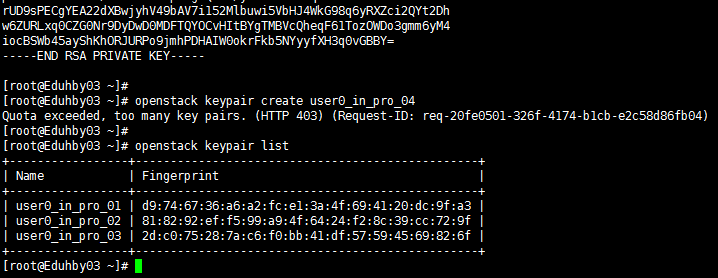 rUD9sPECgYEA22dXBwjyhV49bAV7il52Mlbuwi5VbHJ4WkG98q6yRXZci2QYt2Dh
w6ZURLxq0CZG0Nr9DyDwD0MDFTQYOCvHItBYgTMBVcQheqF61TozOWDo3gmm6yM4
iocBSWb45ayShKhORJURPo9jmhPDHAIW0okrFkb5NYyyfXH3q0vGBBY=
-----END RSA PRIVATE KEY-----
[root@Eduhby03 ~]#
[root@Eduhby03 ~]# openstack keypair create user0_in_pro_04
Quota exceeded, too many key pairs. (HTTP 403) (Request-ID: req-20fe0501-326f-4174-b1cb-e2c58d86fb04)
[root@Eduhby03 ~]#
[root@Eduhby03 ~]# openstack keypair list
+-----------------+-------------------------------------------------+
| Name            | Fingerprint                                     |
+-----------------+-------------------------------------------------+
| user0_in_pro_01 | d9:74:67:36:a6:a2:fc:e1:3a:4f:69:41:20:dc:9f:a3 |
| user0_in_pro_02 | 81:82:92:ef:f5:99:a9:4f:64:24:f2:8c:39:cc:72:9f |
| user0_in_pro_03 | 2d:c0:75:28:7a:c6:f0:bb:41:df:57:59:45:69:82:6f |
+-----------------+-------------------------------------------------+
[root@Eduhby03 ~]#